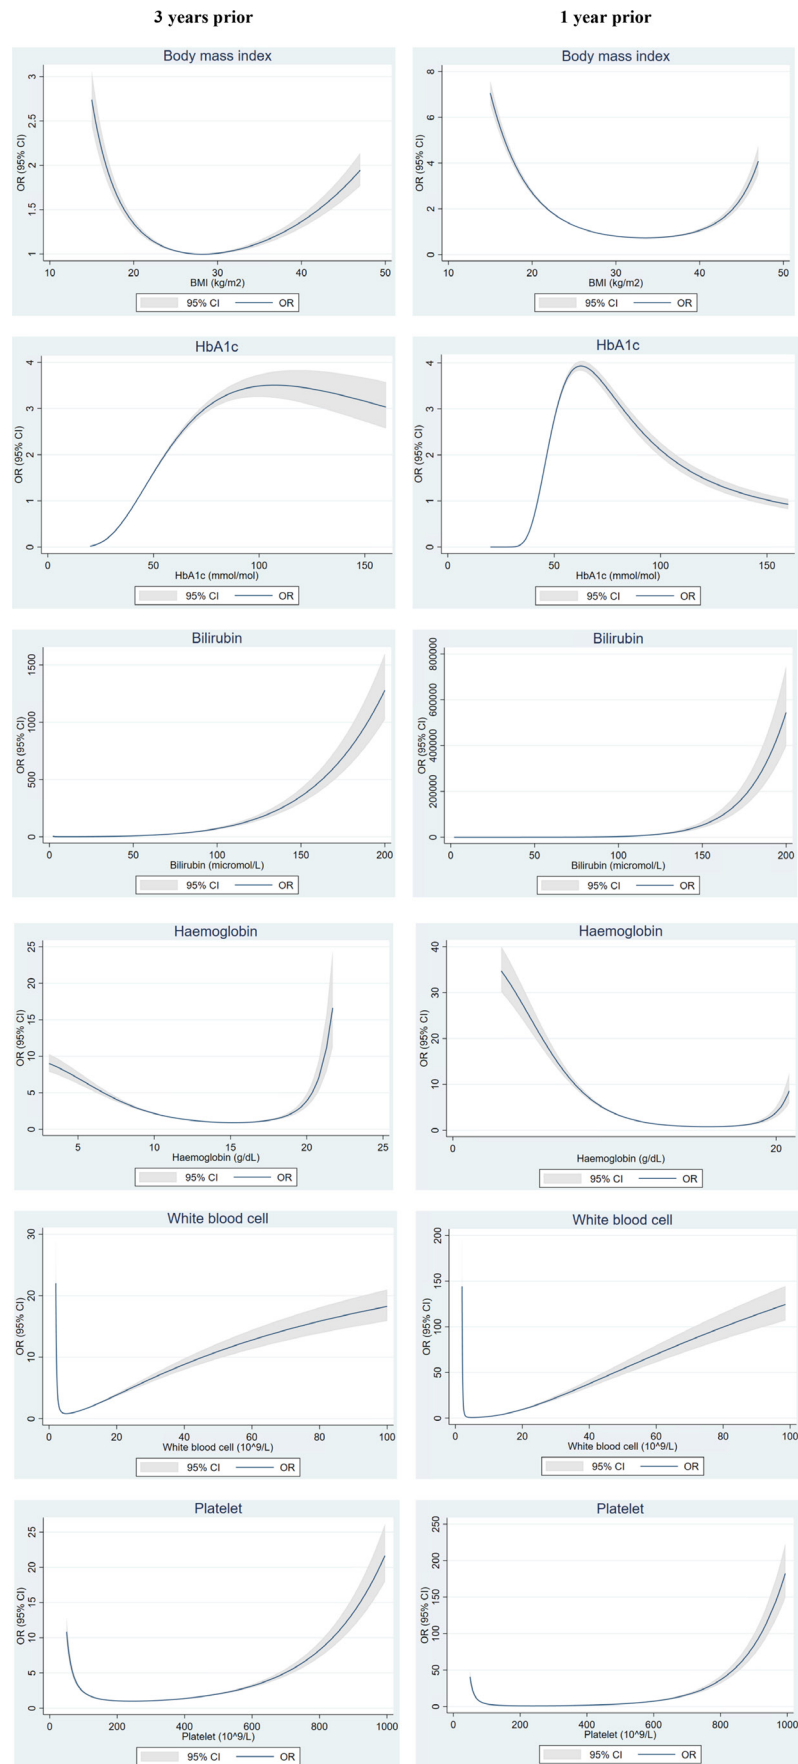 3 years prior
1 year prior
Body mass index
OR (95% CI)
3
2.5
2
1.5
1
10 20 30 40 50
BMI (kg/m2)
95% CI OR
Body mass index
OR (95% CI)
8
6
4
2
0
10 20 30 40 50
BMI (kg/m2)
95% CI OR
HbA1c
OR (95% CI)
4
3
2
1
0
0 50 100 150
HbA1c (mmol/mol)
95% CI OR
HbA1c
OR (95% CI)
4
3
2
1
0
0 50 100 150
HbA1c (mmol/mol)
95% CI OR
Bilirubin
OR (95% CI)
1500
1000
500
0
0 50 100 150 200
Bilirubin (micromol/L)
95% CI OR
Bilirubin
OR (95% CI)
800000
600000
400000
200000
0
0 50 100 150 200
Bilirubin (micromol/L)
95% CI OR
Haemoglobin
OR (95% CI)
25
20
15
10
5
0
5 10 15 20 25
Haemoglobin (g/dL)
95% CI OR
Haemoglobin
OR (95% CI)
40
30
20
10
0
0 20
Haemoglobin (g/dL)
95% CI OR
White blood cell
OR (95% CI)
30
20
10
0
0 20 40 60 80 100
White blood cell (10^9/L)
95% CI OR
White blood cell
OR (95% CI)
200
150
100
50
0
0 20 40 60 80 100
White blood cell (10^9/L)
95% CI OR
Platelet
OR (95% CI)
25
20
15
10
5
0
0 200 400 600 800 1000
Platelet (10^9/L)
95% CI OR
Platelet
OR (95% CI)
250
200
150
100
50
0
0 200 400 600 800 1000
Platelet (10^9/L)
95% CI OR